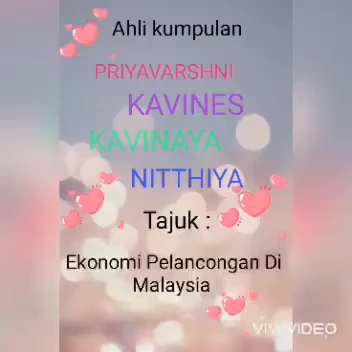 Ahli kumpulan
PRIYAVARSHNI
KAVINES
KAVINAYA
NITTHIYA
Tajuk :
Ekonomi Pelancongan Di
Malaysia
VIVAVIDEO